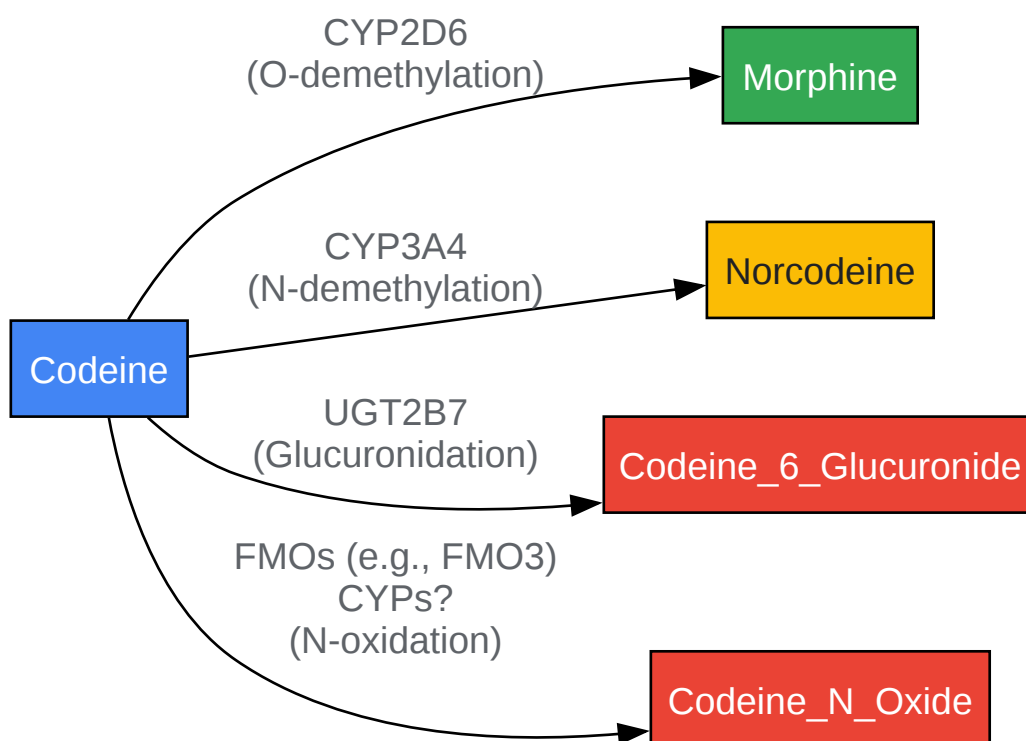 CYP2D6
(O-demethylation)
Morphine
CYP3A4
(N-demethylation)
Norcodeine
Codeine
UGT2B7
(Glucuronidation)
Codeine_6_Glucuronide
FMOs (e.g., FMO3)
CYPs?
(N-oxidation)
Codeine_N_Oxide